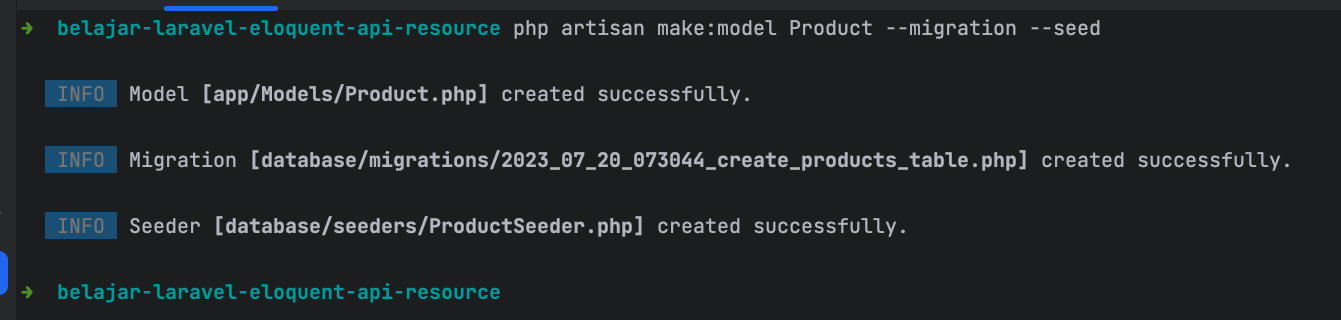 ➜ belajar-laravel-eloquent-api-resource php artisan make:model Product --migration --seed
INFO Model [app/Models/Product.php] created successfully.
INFO Migration [database/migrations/2023_07_20_073044_create_products_table.php] created successfully.
INFO Seeder [database/seeders/ProductSeeder.php] created successfully.
➜ belajar-laravel-eloquent-api-resource